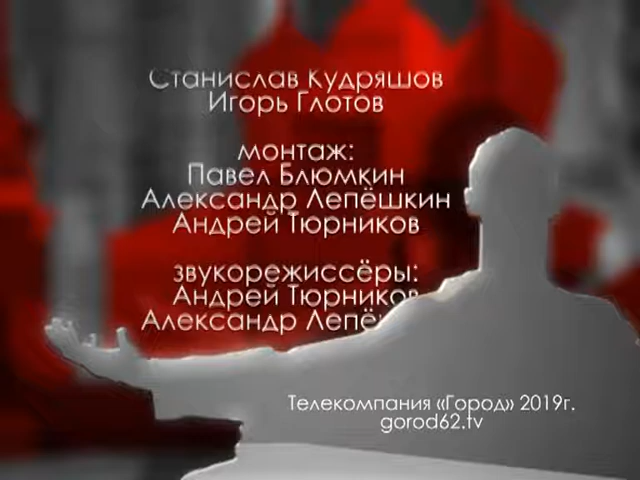 Станислав Кудряшов
Игорь Глотов
монтаж:
Павел Блюмкин
Александр Лепёшкин
Андрей Тюрников
звукорежиссёры:
Андрей Тюрников
Александр
Телекомпания «Город» 2019г.
gorod62.tv